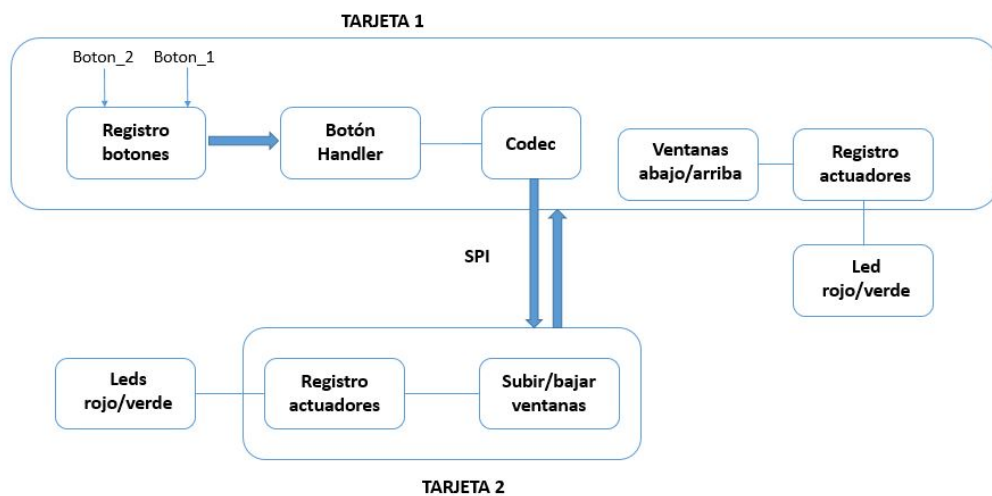 TARJETA 1
Boton_2 Boton_1
Registro
botones
Botón
Handler
Codec
Ventanas
abajo/arriba
Registro
actuadores
SPI
Led
rojo/verde
Leds
rojo/verde
Registro
actuadores
Subir/bajar
ventanas
TARJETA 2